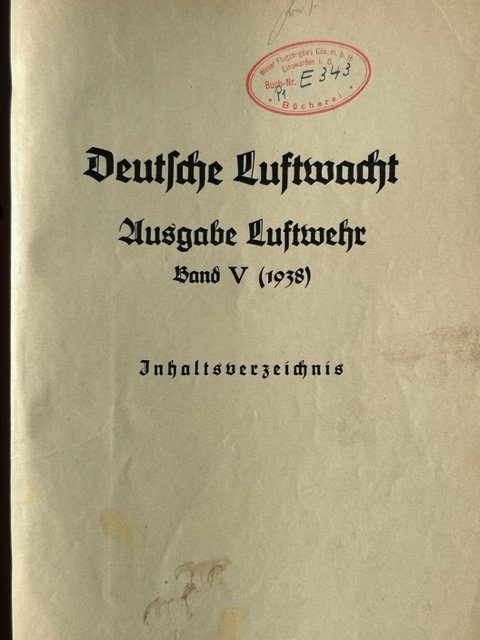 Weser Flugzeugbau Ges. m. b. H.
Einswarden i. O.
Buch-Nr. E 343
Bücherei
Deutsche Luftwacht
Ausgabe Luftwehr
Band V (1938)
Inhaltsverzeichnis